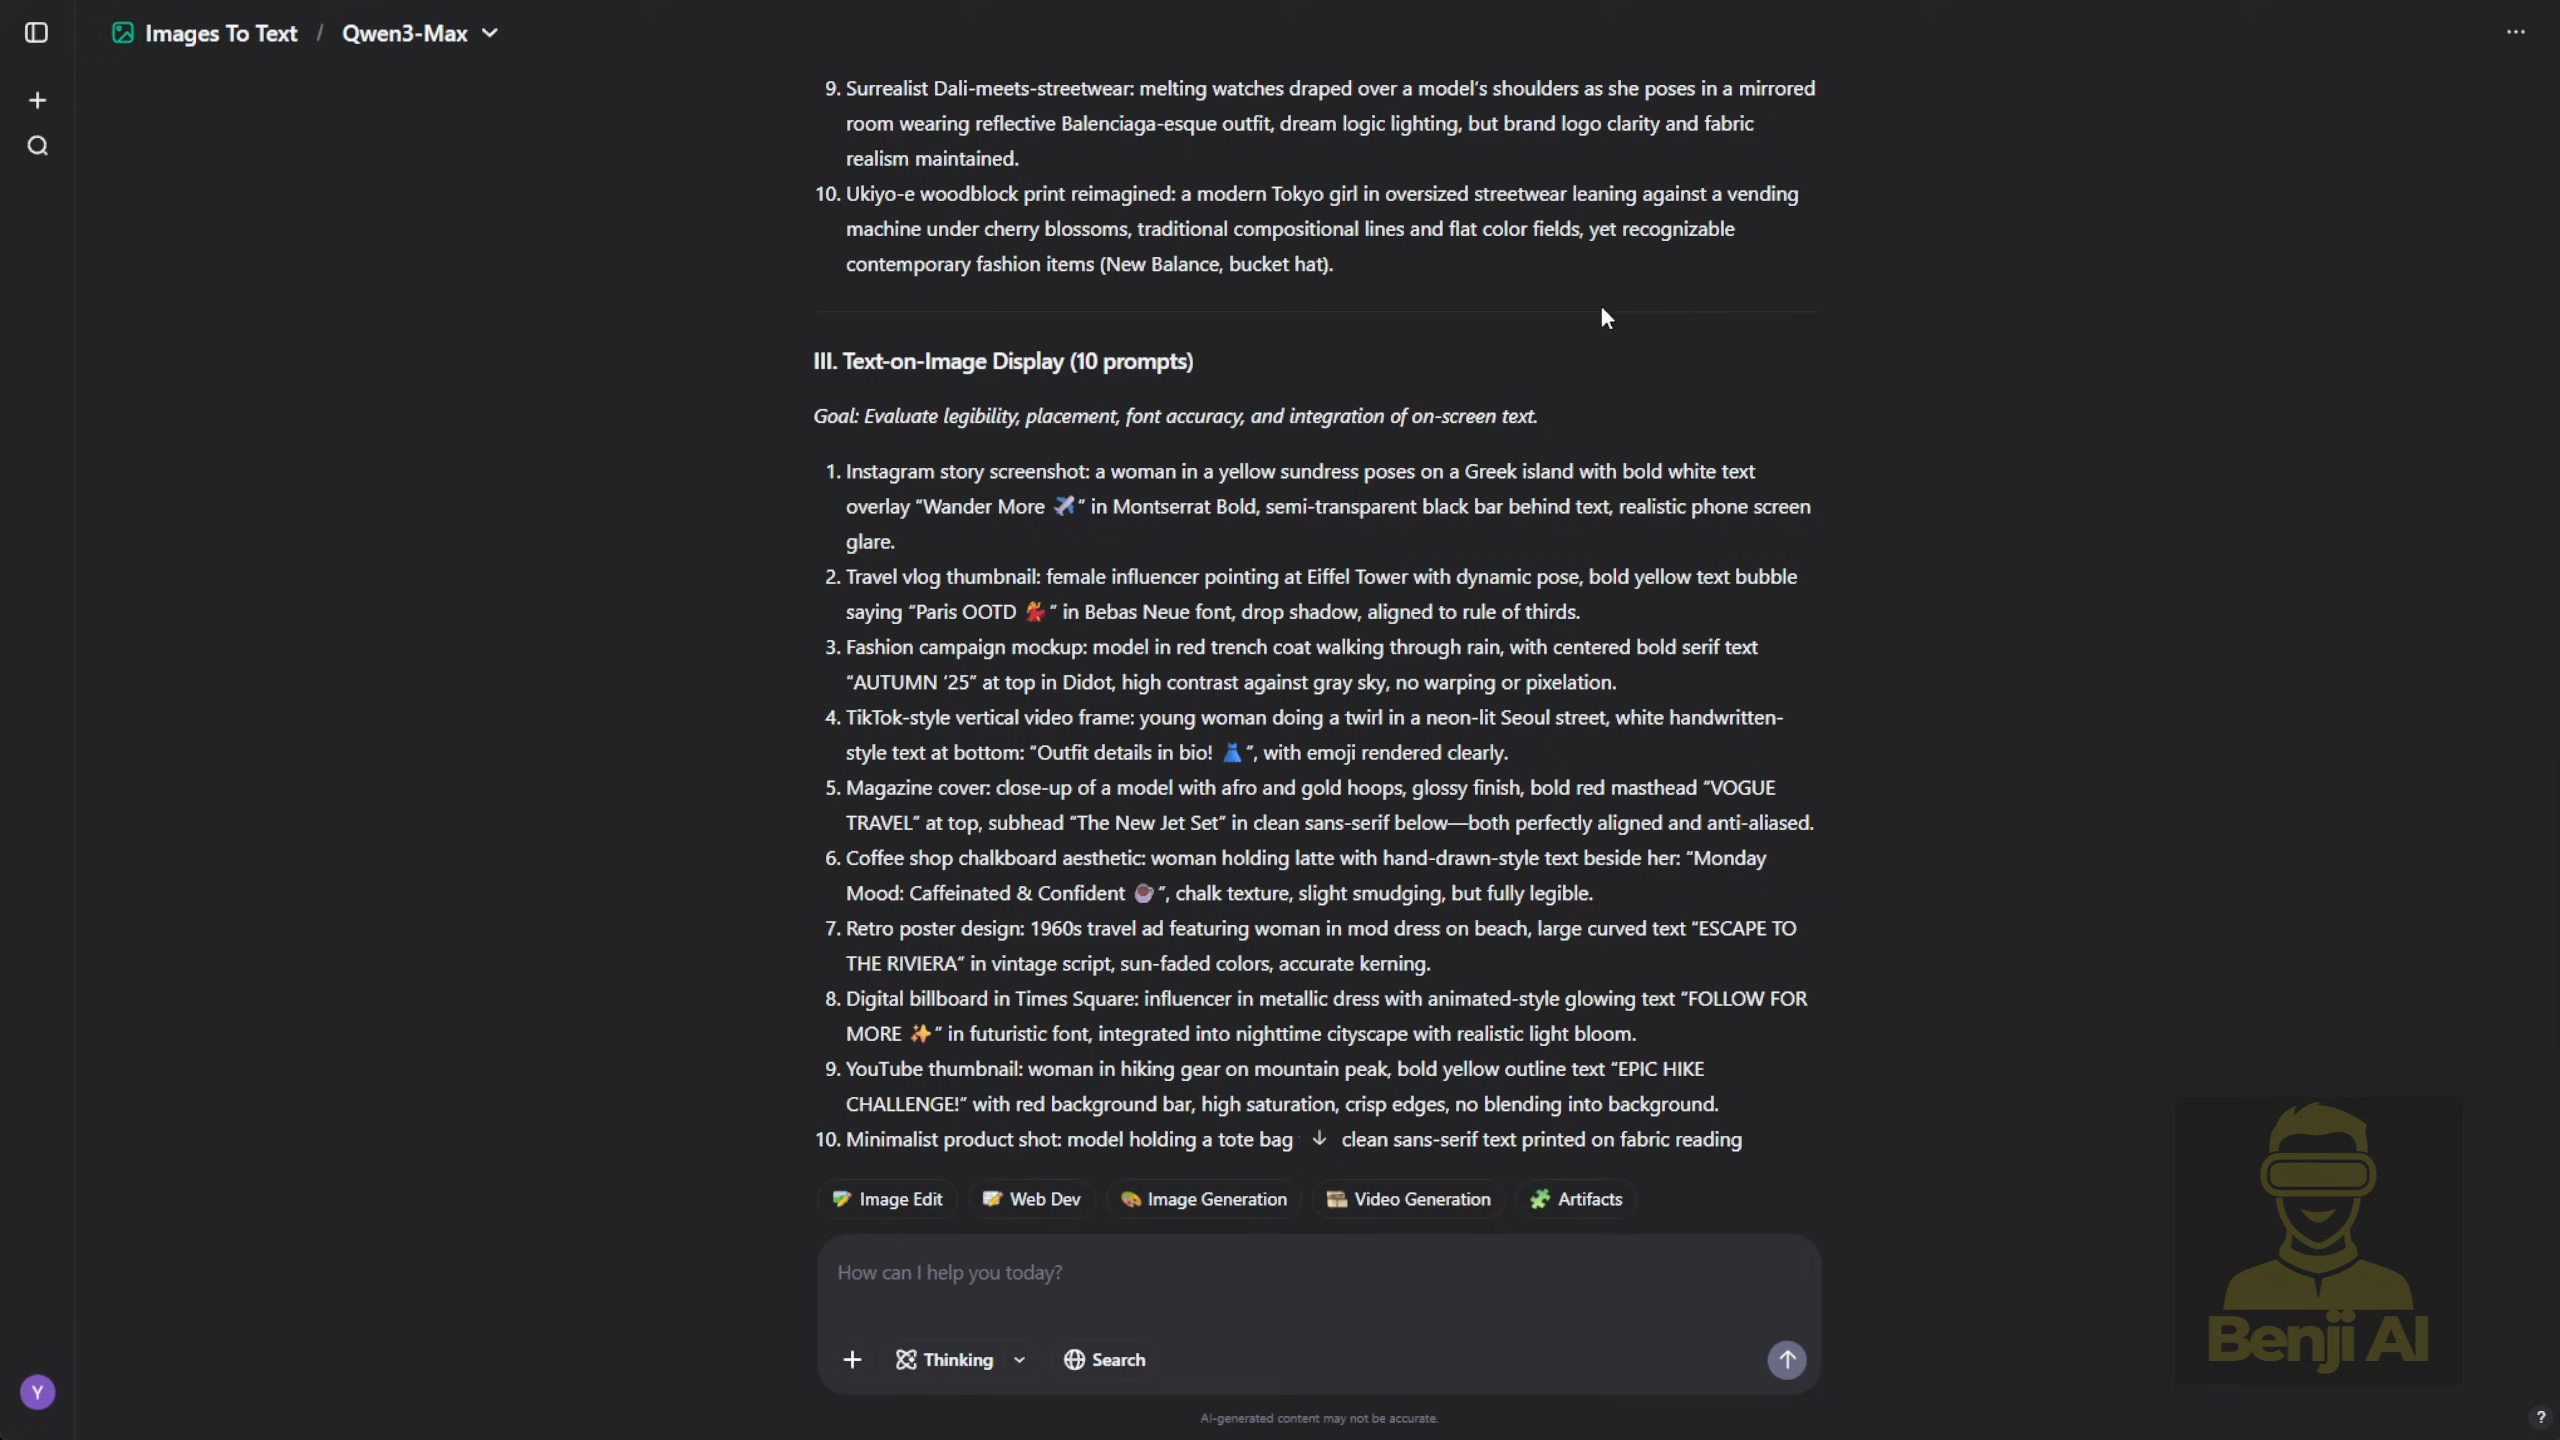 Images To Text / Qwen3-Max
9. Surrealist Dali-meets-streetwear: melting watches draped over a model's shoulders as she poses in a mirrored
room wearing reflective Balenciaga-esque outfit, dream logic lighting, but brand logo clarity and fabric
realism maintained.
10. Ukiyo-e woodblock print reimagined: a modern Tokyo girl in oversized streetwear leaning against a vending
machine under cherry blossoms, traditional compositional lines and flat color fields, yet recognizable
contemporary fashion items (New Balance, bucket hat).
III. Text-on-Image Display (10 prompts)
Goal: Evaluate legibility, placement, font accuracy, and integration of on-screen text.
1. Instagram story screenshot: a woman in a yellow sundress poses on a Greek island with bold white text
overlay “Wander More ✈️” in Montserrat Bold, semi-transparent black bar behind text, realistic phone screen
glare.
2. Travel vlog thumbnail: female influencer pointing at Eiffel Tower with dynamic pose, bold yellow text bubble
saying “Paris OOTD 💃” in Bebas Neue font, drop shadow, aligned to rule of thirds.
3. Fashion campaign mockup: model in red trench coat walking through rain, with centered bold serif text
“AUTUMN ‘25” at top in Didot, high contrast against gray sky, no warping or pixelation.
4. TikTok-style vertical video frame: young woman doing a twirl in a neon-lit Seoul street, white handwritten-
style text at bottom: “Outfit details in bio! 👗”, with emoji rendered clearly.
5. Magazine cover: close-up of a model with afro and gold hoops, glossy finish, bold red masthead “VOGUE
TRAVEL” at top, subhead “The New Jet Set” in clean sans-serif below—both perfectly aligned and anti-aliased.
6. Coffee shop chalkboard aesthetic: woman holding latte with hand-drawn-style text beside her: “Monday
Mood: Caffeinated & Confident ☕”, chalk texture, slight smudging, but fully legible.
7. Retro poster design: 1960s travel ad featuring woman in mod dress on beach, large curved text “ESCAPE TO
THE RIVIERA” in vintage script, sun-faded colors, accurate kerning.
8. Digital billboard in Times Square: influencer in metallic dress with animated-style glowing text “FOLLOW FOR
MORE ✨” in futuristic font, integrated into nighttime cityscape with realistic light bloom.
9. YouTube thumbnail: woman in hiking gear on mountain peak, bold yellow outline text “EPIC HIKE
CHALLENGE!” with red background bar, high saturation, crisp edges, no blending into background.
10. Minimalist product shot: model holding a tote bag ↓ clean sans-serif text printed on fabric reading
Image Edit Web Dev Image Generation Video Generation Artifacts
How can I help you today?
Thinking Search
Y
AI-generated content may not be accurate.
?
Benji AI